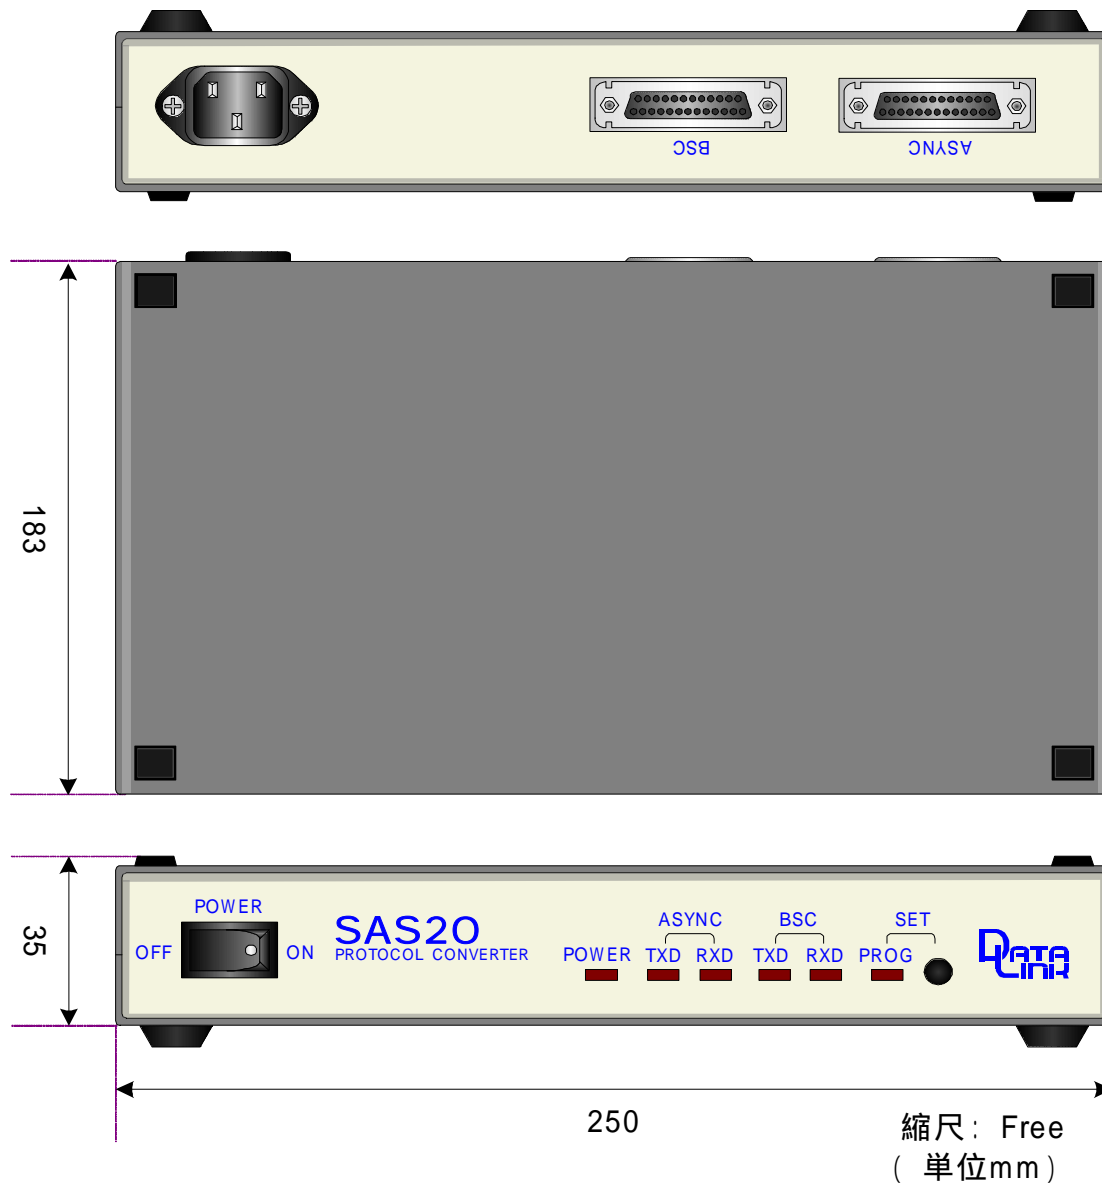 BSC
ASYNC
183
35
POWER
OFF
ON
SAS20
PROTOCOL CONVERTER
ASYNC
BSC
SET
POWER TXD RXD TXD RXD PROG
DATA
LINK
250
縮尺: Free
( 単位mm)